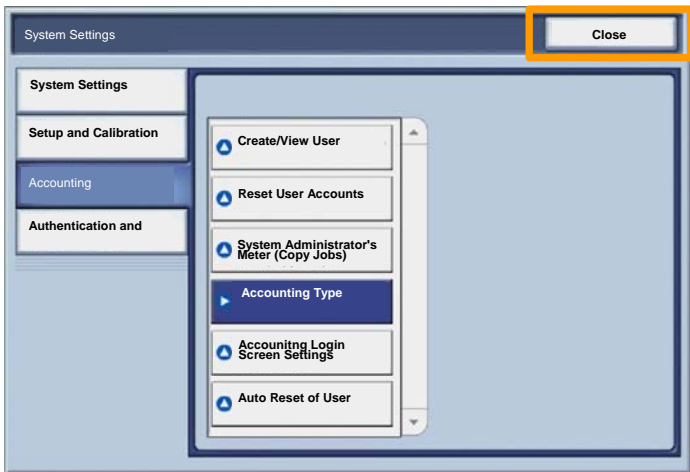 System Settings
Close
System Settings
Setup and Calibration
Accounting
Authentication and
Create/View User
Reset User Accounts
System Administrator's
Meter (Copy Jobs)
Accounting Type
Accounitng Login
Screen Settings
Auto Reset of User